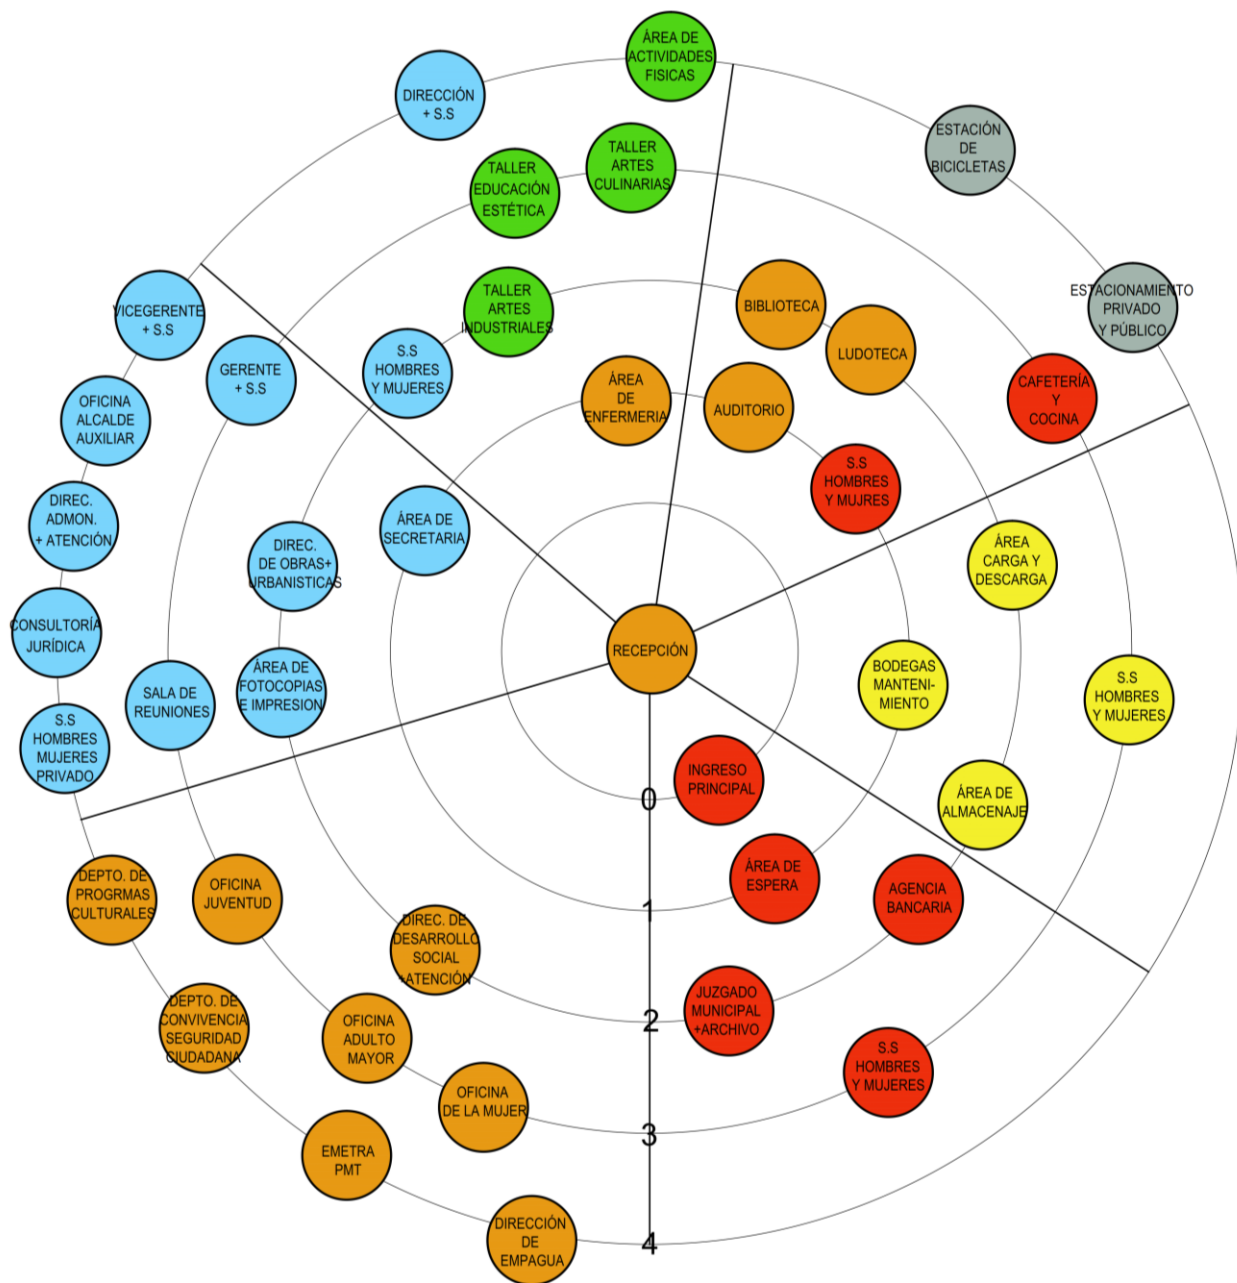 ÁREA DE
ACTIVIDADES
FISICAS
DIRECCIÓN
+ S.S
ESTACIÓN
DE
BICICLETAS
TALLER
ARTES
CULINARIAS
TALLER
EDUCACIÓN
ESTÉTICA
VICEGERENTE
+ S.S
TALLER
ARTES
INDUSTRIALES
BIBLIOTECA
ESTACIONAMIENTO
PRIVADO
Y PÚBLICO
LUDOTECA
S.S
HOMBRES
Y MUJERES
GERENTE
+ S.S
CAFETERÍA
Y
COCINA
ÁREA
DE
ENFERMERIA
AUDITORIO
OFICINA
ALCALDE
AUXILIAR
S.S
HOMBRES
Y MUJRES
DIREC.
ADMON.
+ ATENCIÓN
ÁREA DE
SECRETARIA
DIREC.
DE OBRAS+
URBANISTICAS
ÁREA
CARGA Y
DESCARGA
CONSULTORÍA
JURÍDICA
RECEPCIÓN
ÁREA DE
FOTOCOPIAS
E IMPRESION
BODEGAS
MANTENI-
MIENTO
SALA DE
REUNIONES
S.S
HOMBRES
Y MUJERES
S.S
HOMBRES
MUJERES
PRIVADO
INGRESO
PRINCIPAL
0
ÁREA DE
ALMACENAJE
ÁREA DE
ESPERA
AGENCIA
BANCARIA
DEPTO. DE
PROGRMAS
CULTURALES
OFICINA
JUVENTUD
1
DIREC. DE
DESARROLLO
SOCIAL
+ATENCIÓN
JUZGADO
MUNICIPAL
+ARCHIVO
2
DEPTO. DE
CONVIVENCIA
SEGURIDAD
CIUDADANA
OFICINA
ADULTO
MAYOR
S.S
HOMBRES
Y MUJERES
OFICINA
DE LA MUJER
3
EMETRA
PMT
DIRECCIÓN
DE
EMPAGUA
4